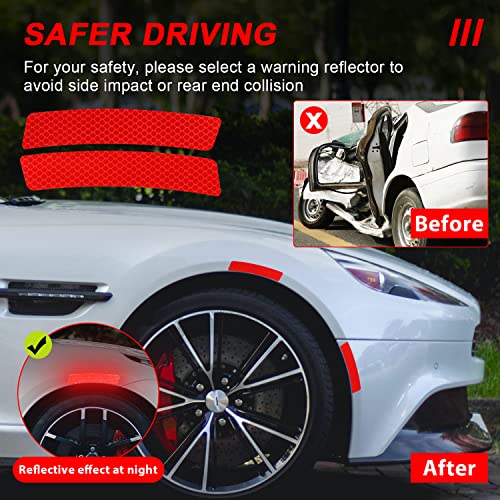 SAFER DRIVING
For your safety, please select a warning reflector to
avoid side impact or rear end collision
Before
Reflective effect at night
After